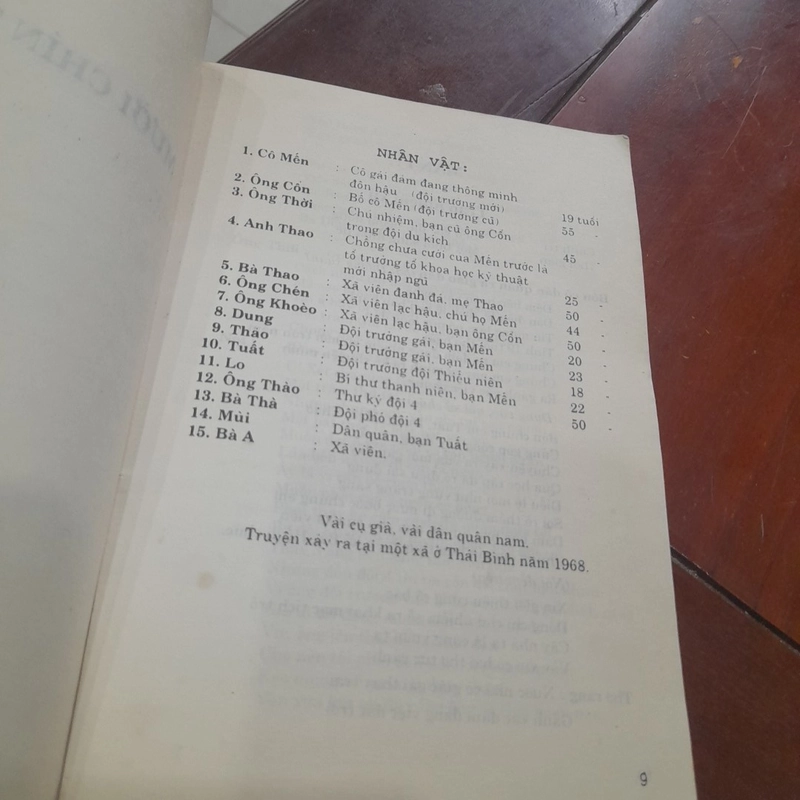 NHÂN VẬT:
1. Cô Mến : Cô gái đảm đang thông minh
đôn hậu (đội trưởng mới) 19 tuổi
2. Ông Cốn : Bố cô Mến (đội trưởng cũ) 55 -
3. Ông Thời : Chủ nhiệm, bạn cũ ông Cốn
trong đội du kích 45 -
4. Anh Thao : Chồng chưa cưới của Mến trước là
tổ trưởng tổ khoa học kỹ thuật
mới nhập ngũ 25 -
5. Bà Thao : Xã viên đanh đá, mẹ Thao 50 -
6. Ông Chén : Xã viên lạc hậu, chú họ Mến 44 -
7. Ông Khoèo : Xã viên lạc hậu, bạn ông Cốn 50 -
8. Dung : Đội trưởng gái, bạn Mến 20 -
9. Thảo : Đội trưởng gái, bạn Mến 23 -
10. Tuất : Đội trưởng đội Thiếu niên 18 -
11. Lo : Bí thư thanh niên, bạn Mến 22 -
12. Ông Thảo : Thư ký đội 4 50 -
13. Bà Thà : Đội phó đội 4
14. Mùi : Dân quân, bạn Tuất
15. Bà A : Xã viên.
Vài cụ già, vài dân quân nam.
Truyện xảy ra tại một xã ở Thái Bình năm 1968.
9